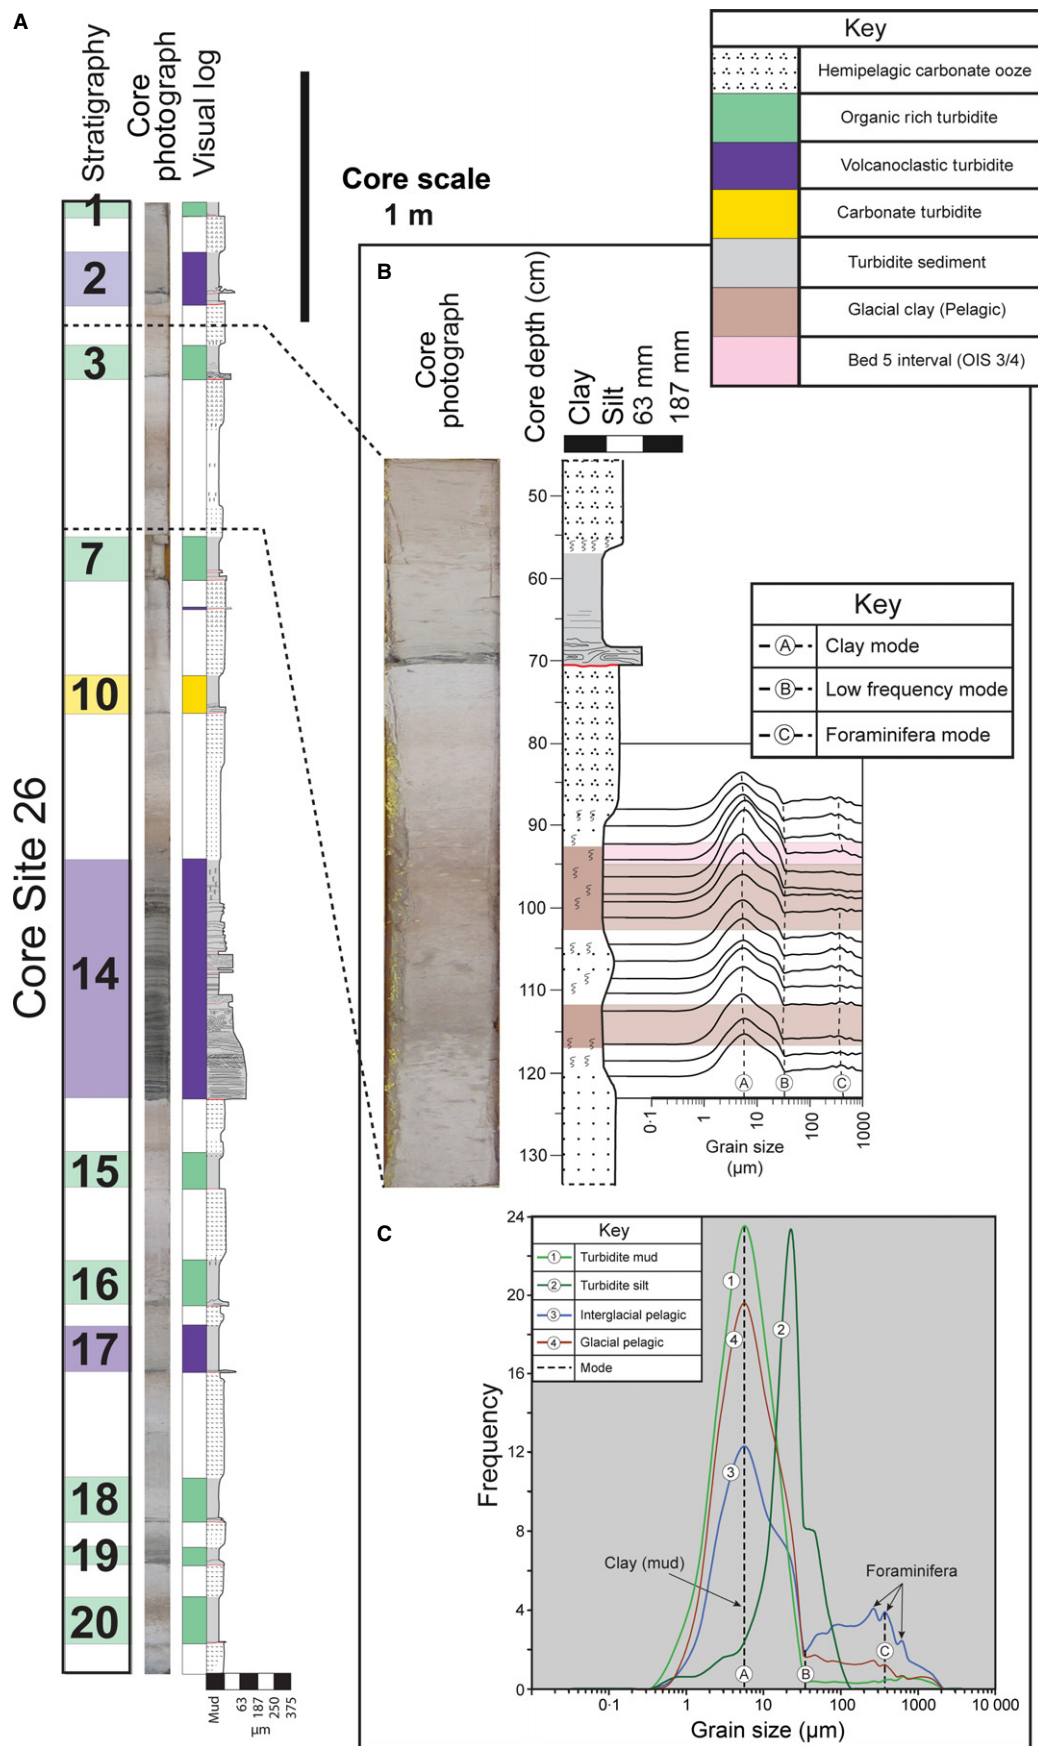 A
Stratigraphy
Core
photograph
Visual log
Core scale
1 m
Key
Hemipelagic carbonate ooze
Organic rich turbidite
Volcanoclastic turbidite
Carbonate turbidite
Turbidite sediment
Glacial clay (Pelagic)
Bed 5 interval (OIS 3/4)
Core Site 26
1
2
3
7
10
14
15
16
17
18
19
20
Mud
63
187
250
375
µm
B
Core
photograph
Core depth (cm)
Clay
Silt
63 mm
187 mm
50
60
70
80
90
100
110
120
130
Key
A Clay mode
B Low frequency mode
C Foraminifera mode
A
B
C
0·1
1
10
100
1000
Grain size
(µm)
C
Key
1 Turbidite mud
2 Turbidite silt
3 Interglacial pelagic
4 Glacial pelagic
Mode
24
20
16
12
8
4
0
Frequency
1
2
4
3
Clay (mud)
Foraminifera
A
B
C
0·1
1
10
100
1000
10 000
Grain size (µm)